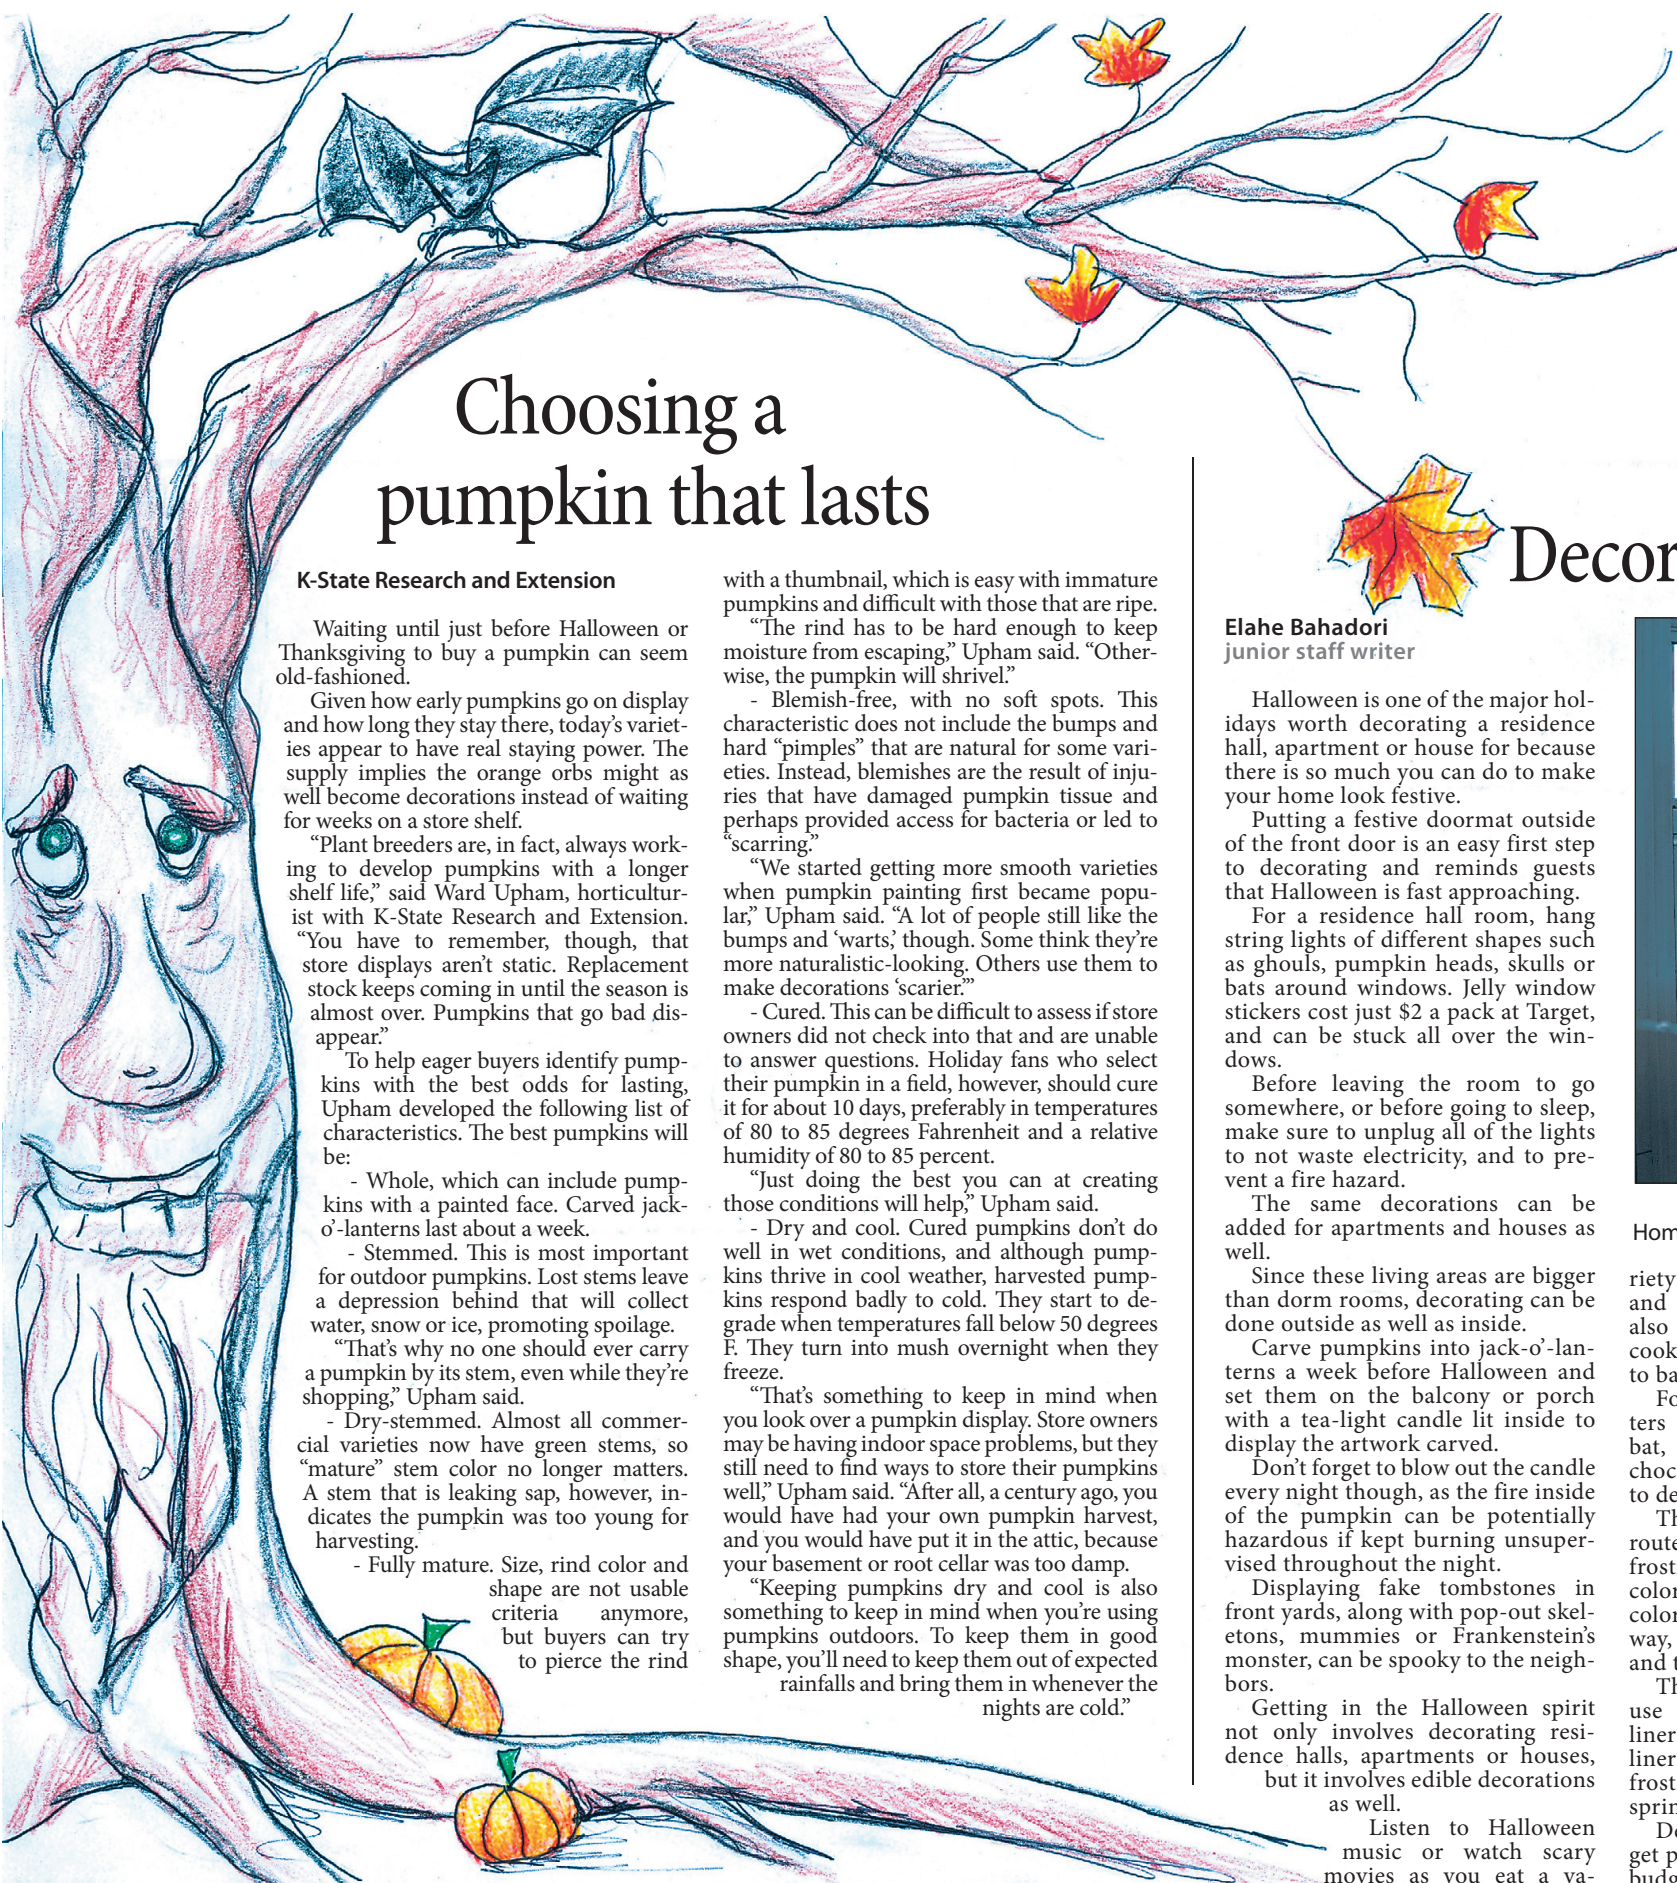 Choosing a
pumpkin that lasts
K-State Research and Extension
Waiting until just before Halloween or
Thanksgiving to buy a pumpkin can seem
old-fashioned.
Given how early pumpkins go on display
and how long they stay there, today’s variet-
ies appear to have real staying power. The
supply implies the orange orbs might as
well become decorations instead of waiting
for weeks on a store shelf.
“Plant breeders are, in fact, always work-
ing to develop pumpkins with a longer
shelf life,” said Ward Upham, horticultur-
ist with K-State Research and Extension.
“You have to remember, though, that
store displays aren’t static. Replacement
stock keeps coming in until the season is
almost over. Pumpkins that go bad dis-
appear.”
To help eager buyers identify pump-
kins with the best odds for lasting,
Upham developed the following list of
characteristics. The best pumpkins will
be:
- Whole, which can include pump-
kins with a painted face. Carved jack-
o’-lanterns last about a week.
- Stemmed. This is most important
for outdoor pumpkins. Lost stems leave
a depression behind that will collect
water, snow or ice, promoting spoilage.
“That’s why no one should ever carry
a pumpkin by its stem, even while they’re
shopping,” Upham said.
- Dry-stemmed. Almost all commer-
cial varieties now have green stems, so
“mature” stem color no longer matters.
A stem that is leaking sap, however, in-
dicates the pumpkin was too young for
harvesting.
- Fully mature. Size, rind color and
shape are not usable
criteria anymore,
but buyers can try
to pierce the rind
with a thumbnail, which is easy with immature
pumpkins and difficult with those that are ripe.
“The rind has to be hard enough to keep
moisture from escaping,” Upham said. “Other-
wise, the pumpkin will shrivel.”
- Blemish-free, with no soft spots. This
characteristic does not include the bumps and
hard “pimples” that are natural for some vari-
eties. Instead, blemishes are the result of inju-
ries that have damaged pumpkin tissue and
perhaps provided access for bacteria or led to
“scarring.”
“We started getting more smooth varieties
when pumpkin painting first became popu-
lar,” Upham said. “A lot of people still like the
bumps and ‘warts,’ though. Some think they’re
more naturalistic-looking. Others use them to
make decorations ‘scarier.’”
- Cured. This can be difficult to assess if store
owners did not check into that and are unable
to answer questions. Holiday fans who select
their pumpkin in a field, however, should cure
it for about 10 days, preferably in temperatures
of 80 to 85 degrees Fahrenheit and a relative
humidity of 80 to 85 percent.
“Just doing the best you can at creating
those conditions will help,” Upham said.
- Dry and cool. Cured pumpkins don’t do
well in wet conditions, and although pump-
kins thrive in cool weather, harvested pump-
kins respond badly to cold. They start to de-
grade when temperatures fall below 50 degrees
F. They turn into mush overnight when they
freeze.
“That’s something to keep in mind when
you look over a pumpkin display. Store owners
may be having indoor space problems, but they
still need to find ways to store their pumpkins
well,” Upham said. “After all, a century ago, you
would have had your own pumpkin harvest,
and you would have put it in the attic, because
your basement or root cellar was too damp.
“Keeping pumpkins dry and cool is also
something to keep in mind when you’re using
pumpkins outdoors. To keep them in good
shape, you’ll need to keep them out of expected
rainfalls and bring them in whenever the
nights are cold.”
Decor
Elahe Bahadori
junior staff writer
Halloween is one of the major hol-
idays worth decorating a residence
hall, apartment or house for because
there is so much you can do to make
your home look festive.
Putting a festive doormat outside
of the front door is an easy first step
to decorating and reminds guests
that Halloween is fast approaching.
For a residence hall room, hang
string lights of different shapes such
as ghouls, pumpkin heads, skulls or
bats around windows. Jelly window
stickers cost just $2 a pack at Target,
and can be stuck all over the win-
dows.
Before leaving the room to go
somewhere, or before going to sleep,
make sure to unplug all of the lights
to not waste electricity, and to pre-
vent a fire hazard.
The same decorations can be
added for apartments and houses as
well.
Since these living areas are bigger
than dorm rooms, decorating can be
done outside as well as inside.
Carve pumpkins into jack-o’-lan-
terns a week before Halloween and
set them on the balcony or porch
with a tea-light candle lit inside to
display the artwork carved.
Don’t forget to blow out the candle
every night though, as the fire inside
of the pumpkin can be potentially
hazardous if kept burning unsuper-
vised throughout the night.
Displaying fake tombstones in
front yards, along with pop-out skel-
etons, mummies or Frankenstein’s
monster, can be spooky to the neigh-
bors.
Getting in the Halloween spirit
not only involves decorating resi-
dence halls, apartments or houses,
but it involves edible decorations
as well.
Listen to Halloween
music or watch scary
movies as you eat a va-
Hom
riety
and
also
cook
to ba
Fo
ters
bat,
choc
to de
Th
route
frost
color
color
way,
and t
Th
use
liner
liner
frost
sprin
De
get p
budg